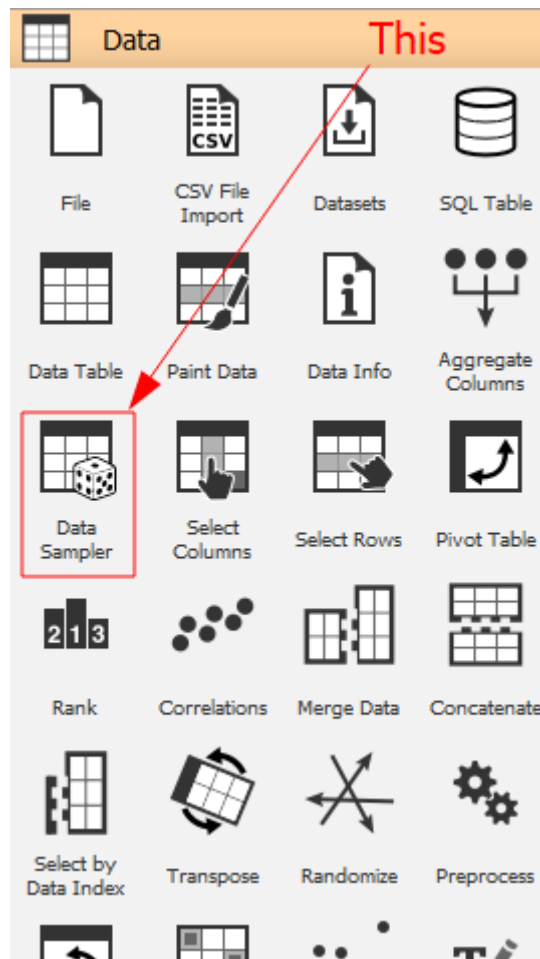 Data
This
CSV
File
CSV File
Import
Datasets
SQL Table
i
Data Table
Paint Data
Data Info
Aggregate
Columns
Data
Sampler
Select
Columns
Select Rows
Pivot Table
2 1 3
Rank
Correlations
Merge Data
Concatenate
Select by
Data Index
Transpose
Randomize
Preprocess
T